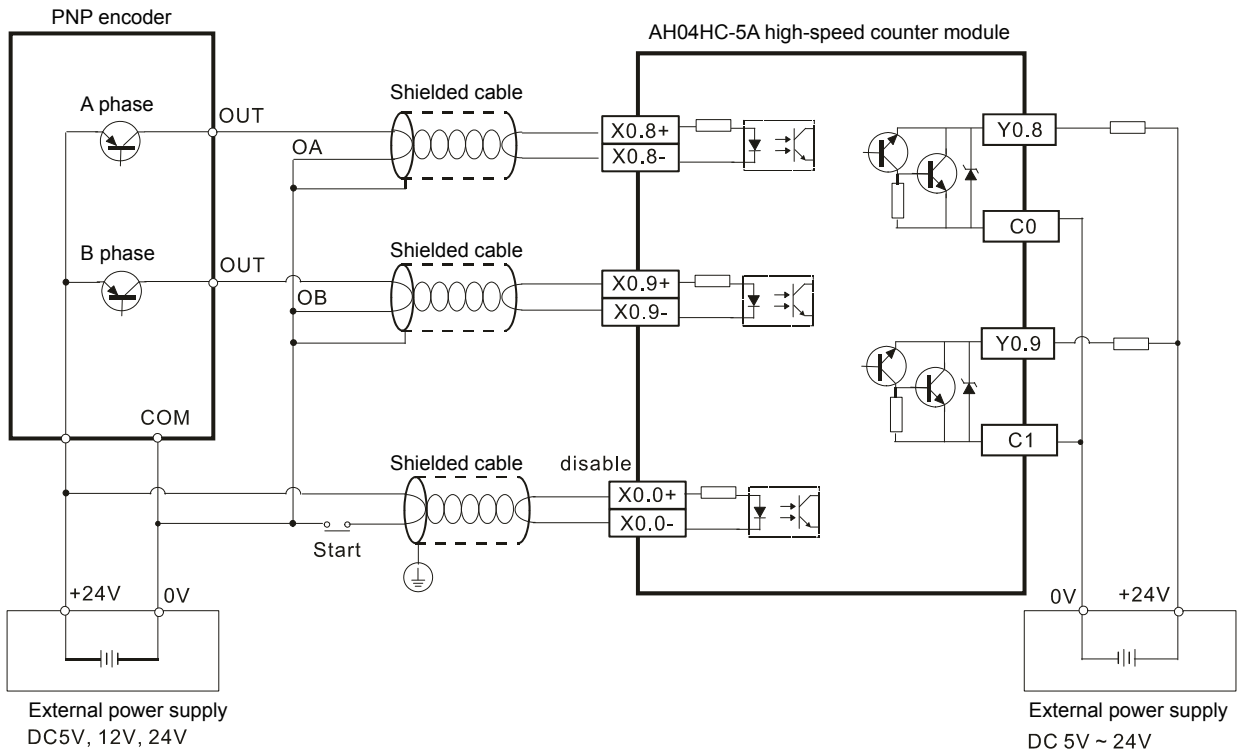 PNP encoder
AH04HC-5A high-speed counter module
A phase
OUT
Shielded cable
OA
X0.8+
X0.8-
Y0.8
C0
B phase
OUT
Shielded cable
OB
X0.9+
X0.9-
Y0.9
C1
COM
Shielded cable
disable
X0.0+
X0.0-
Start
+24V
0V
0V
+24V
External power supply
DC5V, 12V, 24V
External power supply
DC 5V ~ 24V